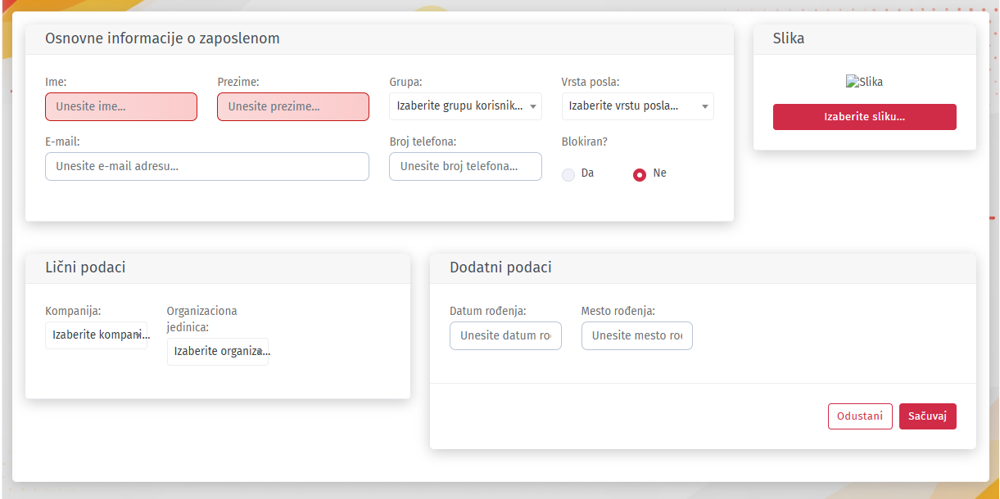 Osnovne informacije o zaposlenom
Slika
Ime:
Prezime:
Grupa:
Vrsta posla:
Unesite ime...
Unesite prezime...
Izaberite grupu korisnik...
Izaberite vrstu posla...
Slika
Izaberite sliku...
E-mail:
Broj telefona:
Blokiran?
Unesite e-mail adresu...
Unesite broj telefona...
Da
Ne
Lični podaci
Dodatni podaci
Kompanija:
Organizaciona
jedinica:
Izaberite kompani...
Izaberite organiza...
Datum rođenja:
Mesto rođenja:
Unesite datum ro
Unesite mesto ro
Odustani
Sačuvaj